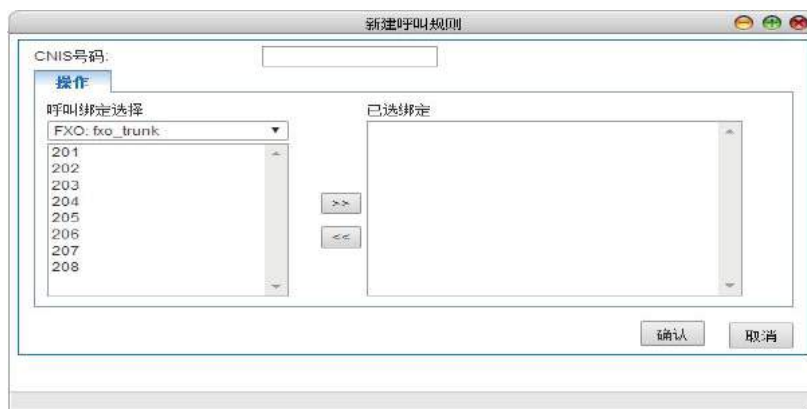 新建呼叫规则
CNIS号码:
操作
呼叫绑定选择
已选绑定
FXO: fxo_trunk
201
202
203
204
205
206
207
208
>>
<<
确认
取消